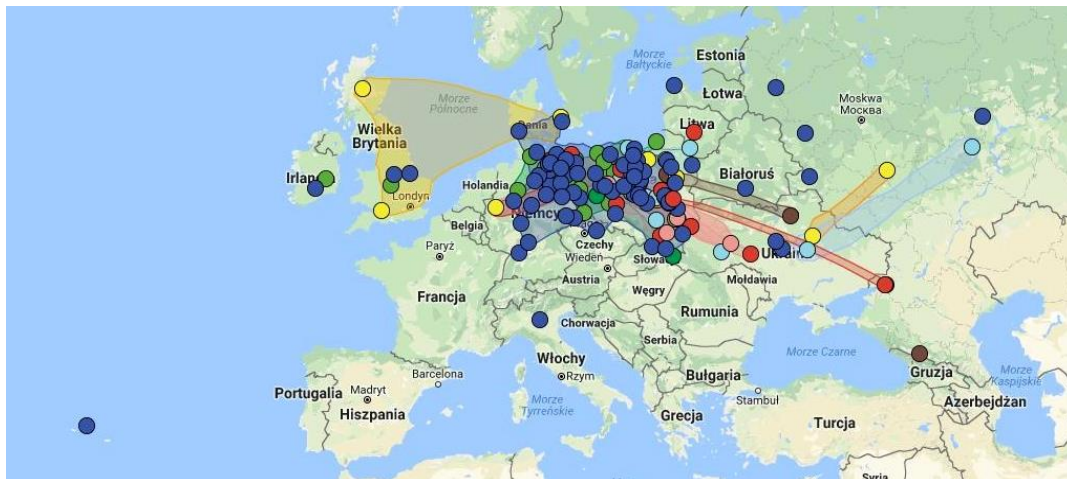 Morze
Bałtyckie
Estonia
Łotwa
Moskwa
Москва
Litwa
Morze
Północne
Dania
Wielka
Brytania
Irlan
Londyn
Holandia
Białoruś
Belgia
Niemcy
Paryż
Czechy
Wiedeń
Słowa
Ukrain
Austria
Węgry
Mołdawia
Francja
Rumunia
Chorwacja
Serbia
Włochy
Morze Czarne
Bułgaria
Gruzja
Morze
Kaspijskie
Barcelona
Rzym
Portugalia
Madryt
Hiszpania
Stambuł
Azerbejdżan
Morze
Tyrreńskie
Grecja
Turcja
Syria